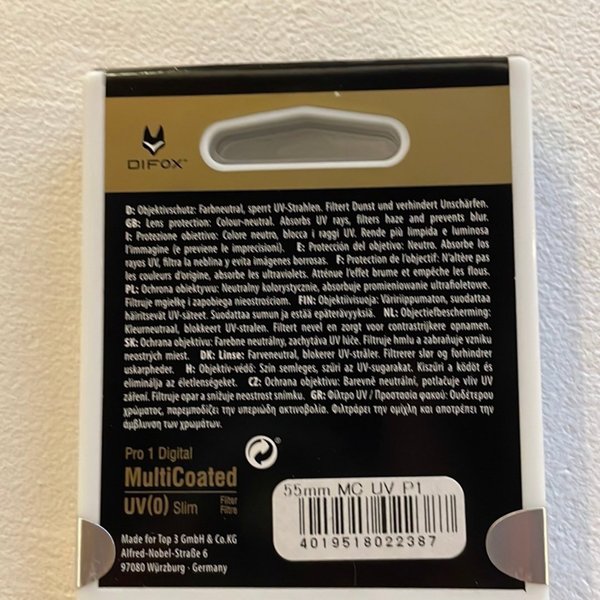 DIFOX™
D: Objektivschutz: Farbneutral, sperrt UV-Strahlen. Filtert Dunst und verhindert Unschärfen.
GB: Lens protection: Colour-neutral. Absorbs UV rays, filters haze and prevents blur.
I: Protezione obiettivo: Colore neutro, blocca i raggi UV. Rende più limpida e luminosa
l'immagine (e previene le imprecisioni). E: Protección del objetivo: Neutro. Absorbe los
rayos UV, filtra la neblina y evita imágenes borrosas. F: Protection de l'objectif: N'altère pas
les couleurs d'origine, absorbe les ultraviolets. Atténue l'effet brume et empêche les flous.
PL: Ochrona obiektywu: Neutralny kolorystycznie, absorbuje promieniowanie ultrafioletowe.
Filtruje mgiełkę i zapobiega nieostrościom. FIN: Objektiivisuoja: Väriniippumaton, suodattaa
häiritsevät UV-säteet. Suodattaa sumun ja estää epäterävyyksiä. NL: Objectiefbescherming:
Kleurneutraal, blokkeert UV-stralen. Filtert nevel en zorgt voor contrastrijkere opnamen.
SK: Ochrana objektívu: Farebne neutrálny, zachytáva UV lúče. Filtruje hmlu a zabraňuje vzniku
neostrých miest. DK: Linse: Farveneutral, blokerer UV-stråler. Filtrerer slør og forhindrer
uskarpheder. H: Objektív-védő: Szín semleges, szűri az UV-sugarakat. Kiszűri a ködöt és
eliminálja az életlenségeket. CZ: Ochrana objektivu: Barevně neutrální, potlačuje vliv UV
záření. Filtruje opar a snižuje neostrost snímku. GR: Φίλτρο UV / Προστασία φακού: Ουδέτερου
χρώματος, παρεμποδίζει την υπεριώδη ακτινοβολία. Φιλτράρει την ομίχλη και αποτρέπει την
άμβλυνση των χρωμάτων.
Pro 1 Digital
MultiCoated
UV(0) Slim Filter
Filtre
Made for Top 3 GmbH & Co.KG
Alfred-Nobel-Straße 6
97080 Würzburg · Germany
55mm MC UV P1
4019518022387